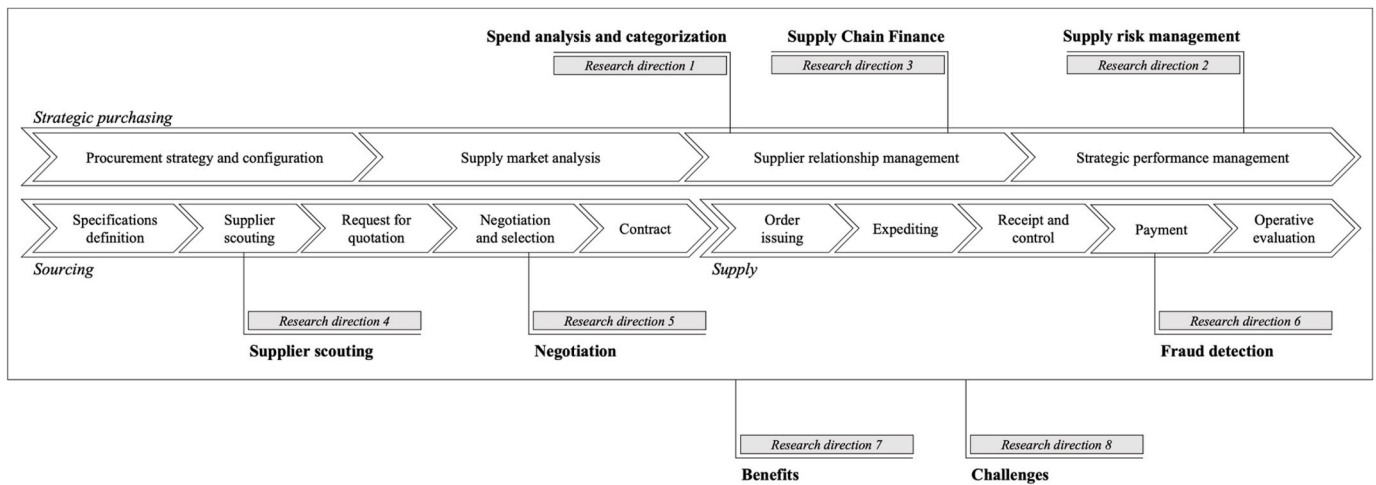 Spend analysis and categorization
Research direction 1
Supply Chain Finance
Research direction 3
Supply risk management
Research direction 2
Strategic purchasing
Procurement strategy and configuration
Supply market analysis
Supplier relationship management
Strategic performance management
Specifications
definition
Supplier
scouting
Request for
quotation
Negotiation
and selection
Contract
Order
issuing
Expediting
Receipt and
control
Payment
Operative
evaluation
Sourcing
Supply
Research direction 4
Supplier scouting
Research direction 5
Negotiation
Research direction 6
Fraud detection
Research direction 7
Benefits
Research direction 8
Challenges